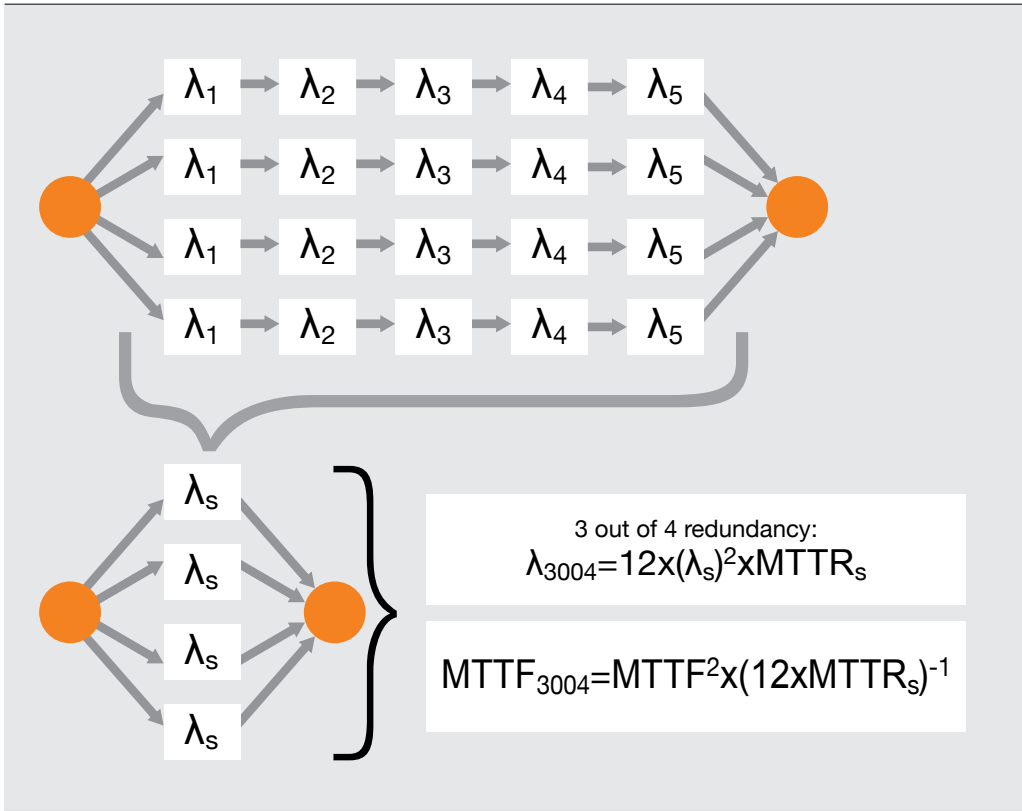 λ1 λ2 λ3 λ4 λ5
λ1 λ2 λ3 λ4 λ5
λ1 λ2 λ3 λ4 λ5
λ1 λ2 λ3 λ4 λ5
λs
λs
λs
λs
3 out of 4 redundancy:
λ3004=12x(λs)²xMTTRs
MTTF3004=MTTF²x(12xMTTRs)⁻¹